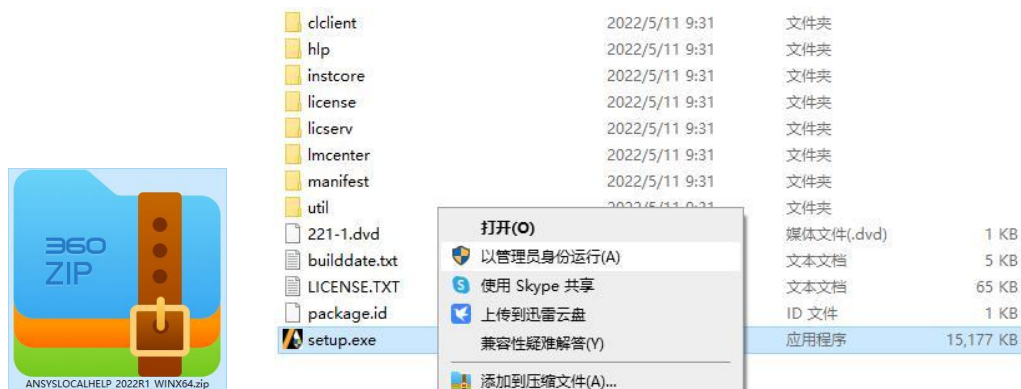 clclient 2022/5/11 9:31 文件夹
hlp 2022/5/11 9:31 文件夹
instcore 2022/5/11 9:31 文件夹
license 2022/5/11 9:31 文件夹
licserv 2022/5/11 9:31 文件夹
lmcenter 2022/5/11 9:31 文件夹
manifest 2022/5/11 9:31 文件夹
util 2022/5/11 9:31 文件夹
221-1.dvd 媒体文件(.dvd) 1 KB
builddate.txt 文本文档 5 KB
LICENSE.TXT 文本文档 65 KB
package.id ID 文件 1 KB
setup.exe 应用程序 15,177 KB
打开(O)
以管理员身份运行(A)
使用 Skype 共享
上传到迅雷云盘
兼容性疑难解答(Y)
添加到压缩文件(A)...
360
ZIP
ANSYSLOCALHELP_2022R1_WINX64.zip